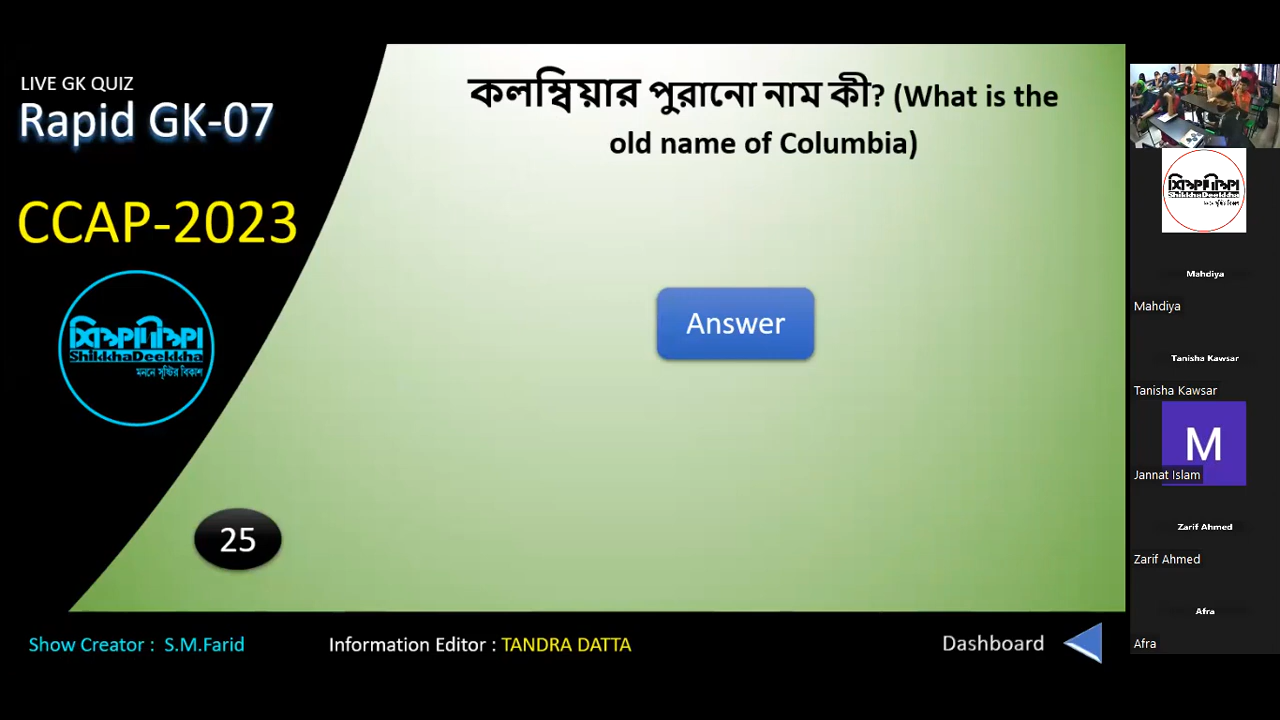 LIVE GK QUIZ
Rapid GK-07
CCAP-2023
শিক্ষাদীক্ষা
ShikkhaDeekkha
মননে সৃষ্টির বিকাশ
কলম্বিয়ার পুরানো নাম কী? (What is the
old name of Columbia)
Answer
25
Show Creator : S.M.Farid
Information Editor : TANDRA DATTA
Dashboard
শিক্ষাদীক্ষা
ShikkhaDeekkha
Mahdiya
Mahdiya
Tanisha Kawsar
Tanisha Kawsar
M
Jannat Islam
Zarif Ahmed
Zarif Ahmed
Afra
Afra